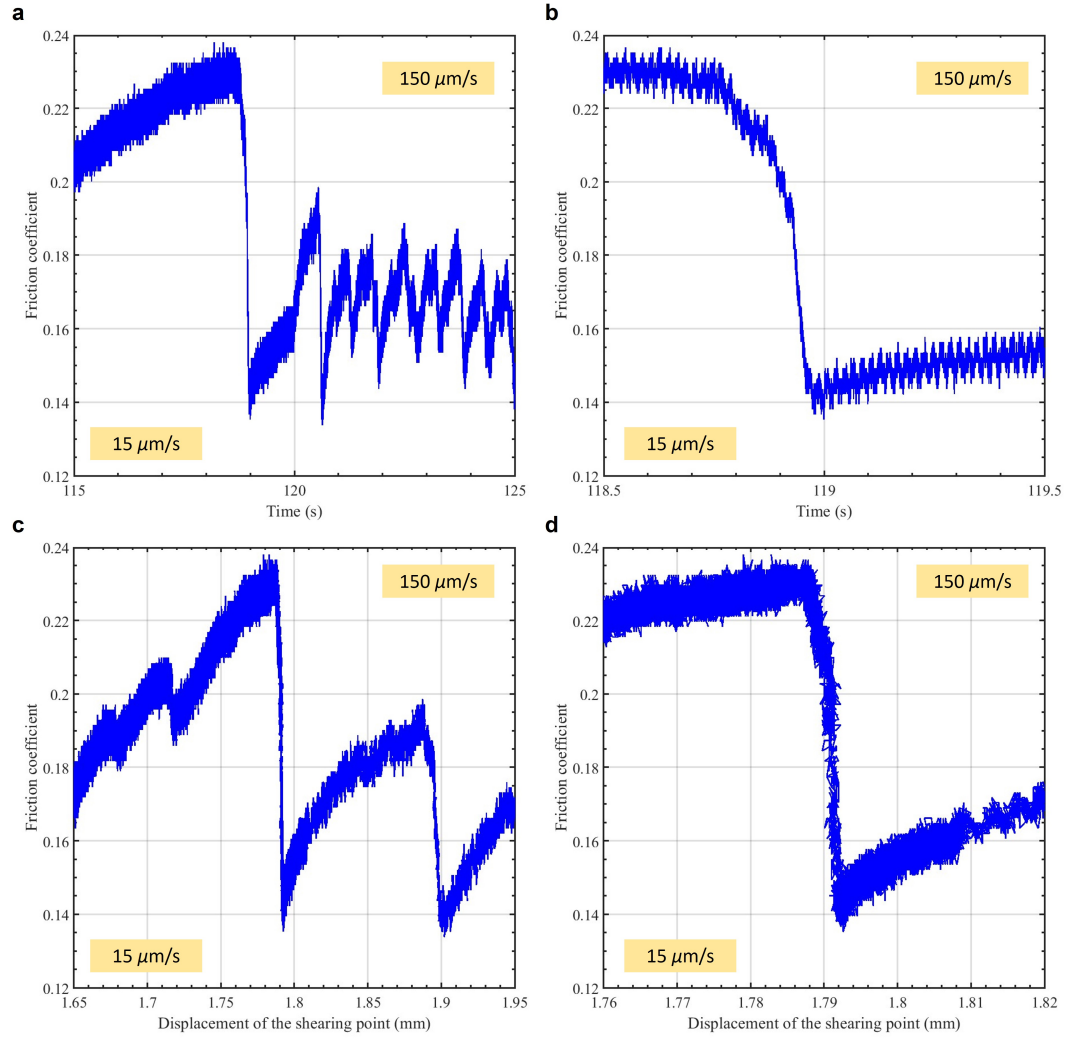 a
0.24
0.22
0.2
0.18
0.16
0.14
0.12
Friction coefficient
150 μm/s
15 μm/s
115
120
125
Time (s)
b
0.24
0.22
0.2
0.18
0.16
0.14
0.12
Friction coefficient
150 μm/s
15 μm/s
118.5
119
119.5
Time (s)
c
0.24
0.22
0.2
0.18
0.16
0.14
0.12
Friction coefficient
150 μm/s
15 μm/s
1.65
1.7
1.75
1.8
1.85
1.9
1.95
Displacement of the shearing point (mm)
d
0.24
0.22
0.2
0.18
0.16
0.14
0.12
Friction coefficient
150 μm/s
15 μm/s
1.76
1.77
1.78
1.79
1.8
1.81
1.82
Displacement of the shearing point (mm)